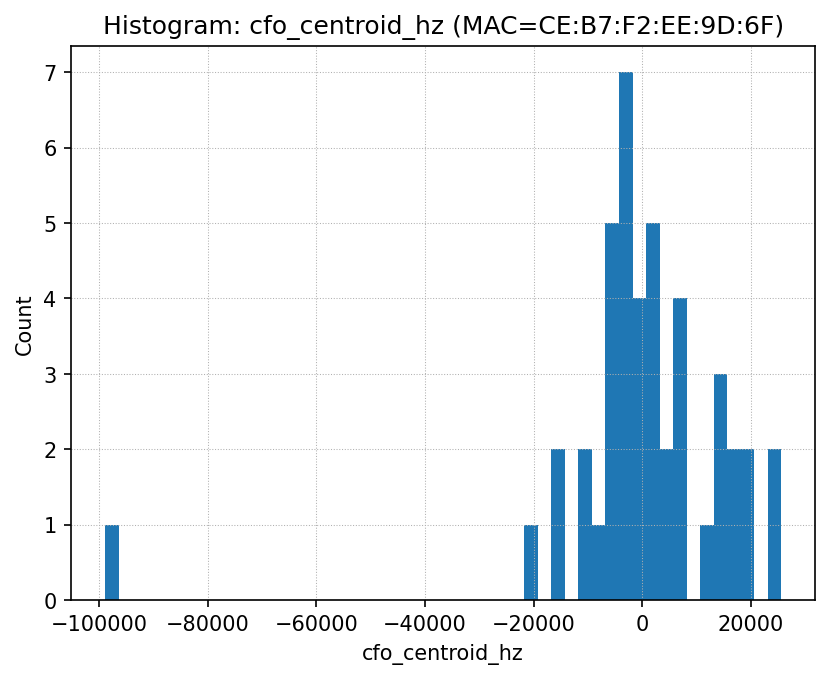 Histogram: cfo_centroid_hz (MAC=CE:B7:F2:EE:9D:6F)
7
6
5
4
3
2
1
0
Count
−100000 −80000 −60000 −40000 −20000 0 20000
cfo_centroid_hz